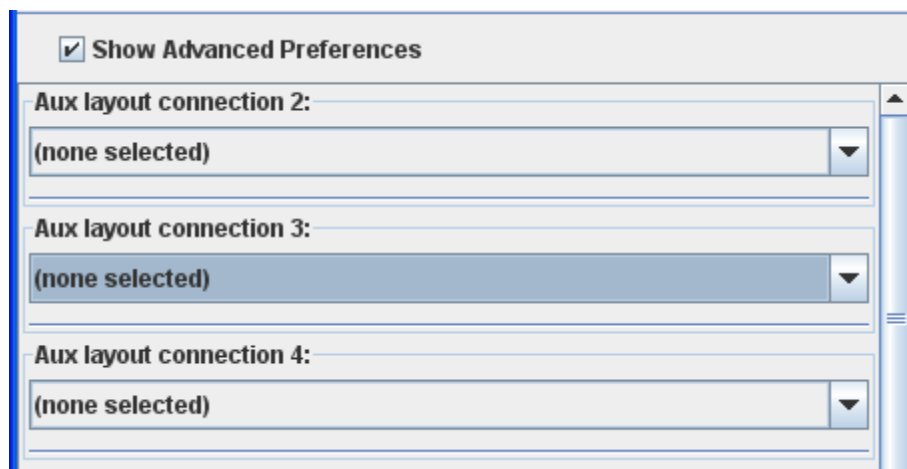 Show Advanced Preferences
Aux layout connection 2:
(none selected)
Aux layout connection 3:
(none selected)
Aux layout connection 4:
(none selected)